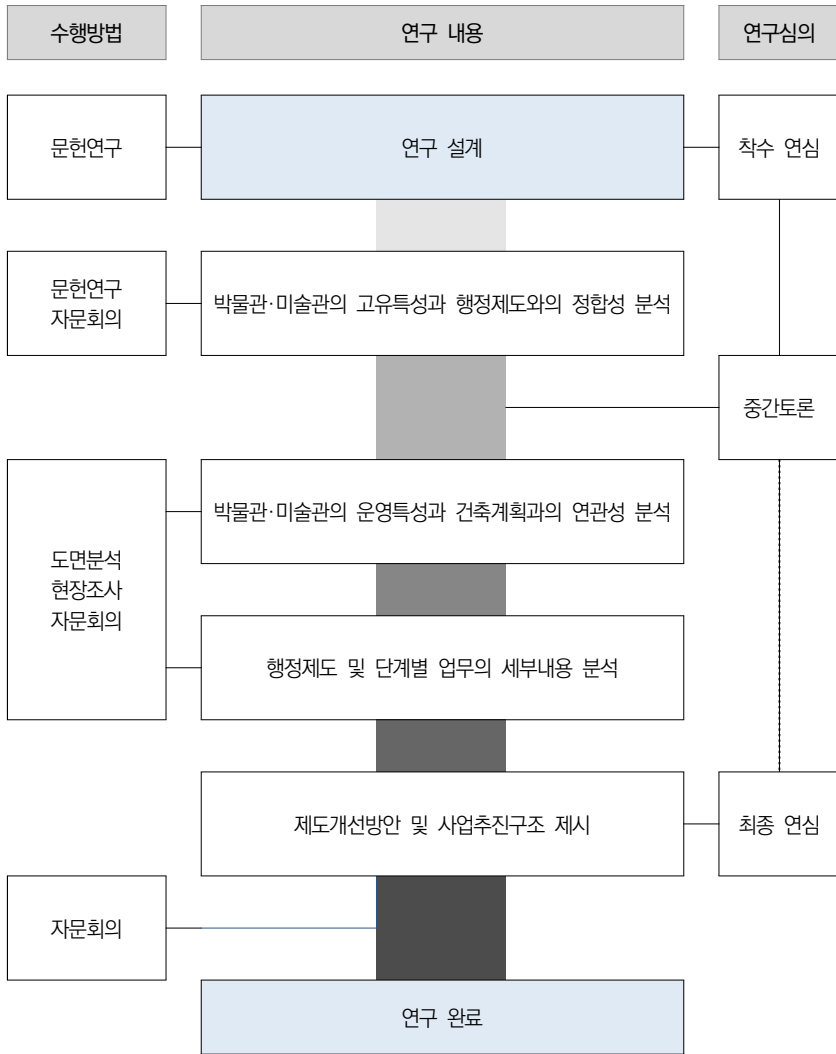 수행방법
연구 내용
연구심의
문헌연구
연구 설계
착수 연심
문헌연구
자문회의
박물관·미술관의 고유특성과 행정제도와의 정합성 분석
중간토론
도면분석
현장조사
자문회의
박물관·미술관의 운영특성과 건축계획과의 연관성 분석
행정제도 및 단계별 업무의 세부내용 분석
제도개선방안 및 사업추진구조 제시
최종 연심
자문회의
연구 완료